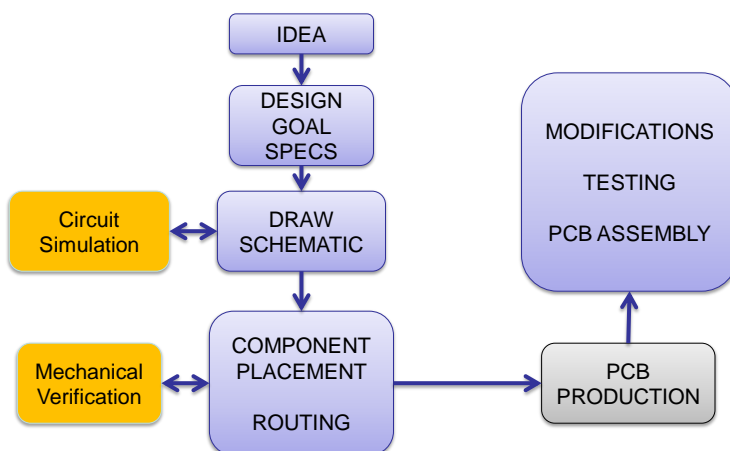 IDEA
DESIGN
GOAL
SPECS
Circuit
Simulation
DRAW
SCHEMATIC
Mechanical
Verification
COMPONENT
PLACEMENT
ROUTING
PCB
PRODUCTION
MODIFICATIONS
TESTING
PCB ASSEMBLY